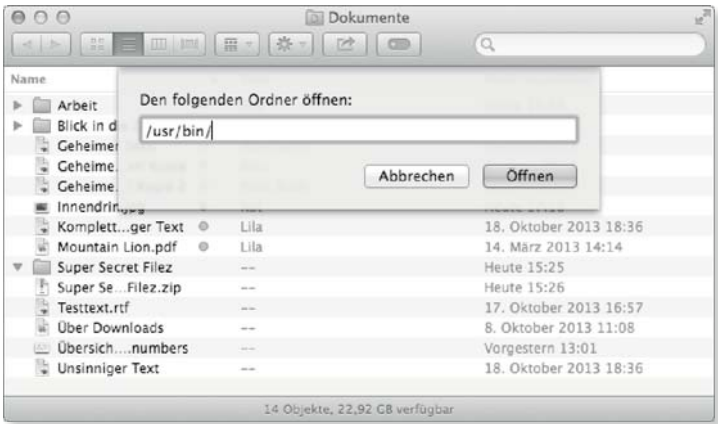 Dokumente
Name
Den folgenden Ordner öffnen:
/usr/bin/
Abbrechen Öffnen
Arbeit
Blick in d
Geheime
Geheime.
Geheime.
Innendrin.jpg
Komplett...ger Text Lila 18. Oktober 2013 18:36
Mountain Lion.pdf Lila 14. März 2013 14:14
Super Secret Filez -- Heute 15:25
Super Se...Filez.zip -- Heute 15:26
Testtext.rtf -- 17. Oktober 2013 16:57
Über Downloads -- 8. Oktober 2013 11:08
Übersich....numbers -- Vorgestern 13:01
Unsinniger Text -- 18. Oktober 2013 18:36
14 Objekte, 22,92 GB verfügbar